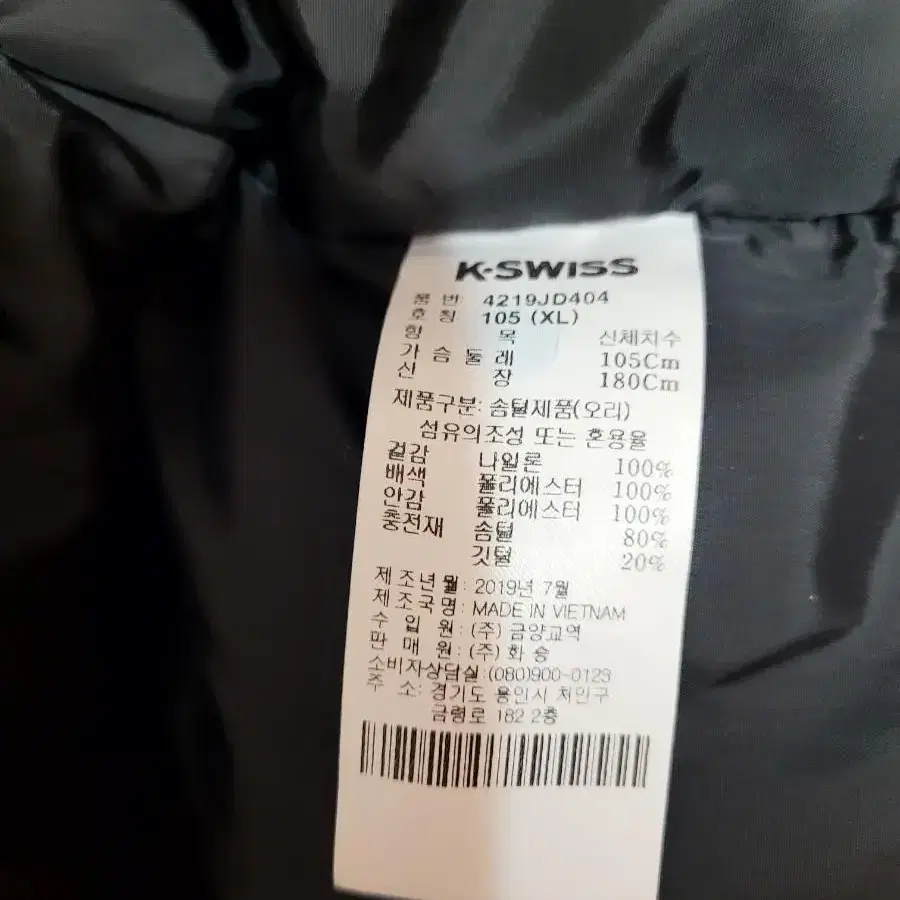 K·SWISS
품 번: 4219JD404
호 칭: 105 (XL)
항 목 신체치수
가 슴 둘 레 105Cm
신 장 180Cm
제품구분: 솜털제품(오리)
섬유의조성 또는 혼용율
겉감 나일론 100%
배색 폴리에스터 100%
안감 폴리에스터 100%
충전재 솜털 80%
깃털 20%
제조년월: 2019년 7월
제조국명: MADE IN VIETNAM
수 입 원: (주) 금양교역
판 매 원: (주) 화 승
소비자상담실:(080)900-0123
주 소: 경기도 용인시 처인구
금령로 182 2층